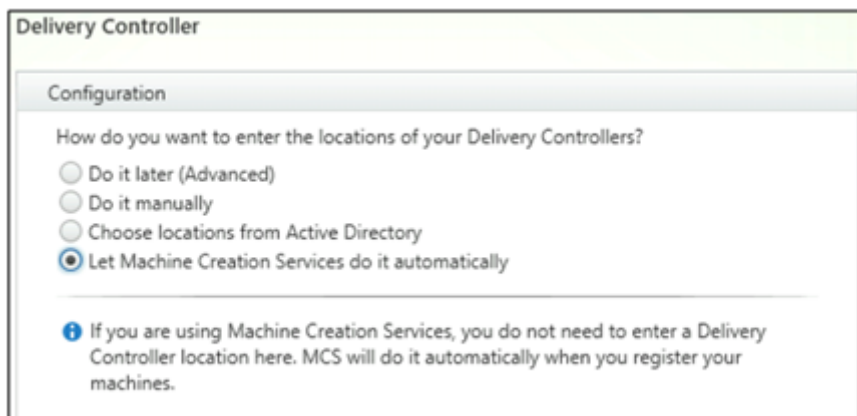 Delivery Controller
Configuration
How do you want to enter the locations of your Delivery Controllers?
Do it later (Advanced)
Do it manually
Choose locations from Active Directory
Let Machine Creation Services do it automatically
If you are using Machine Creation Services, you do not need to enter a Delivery
Controller location here. MCS will do it automatically when you register your
machines.